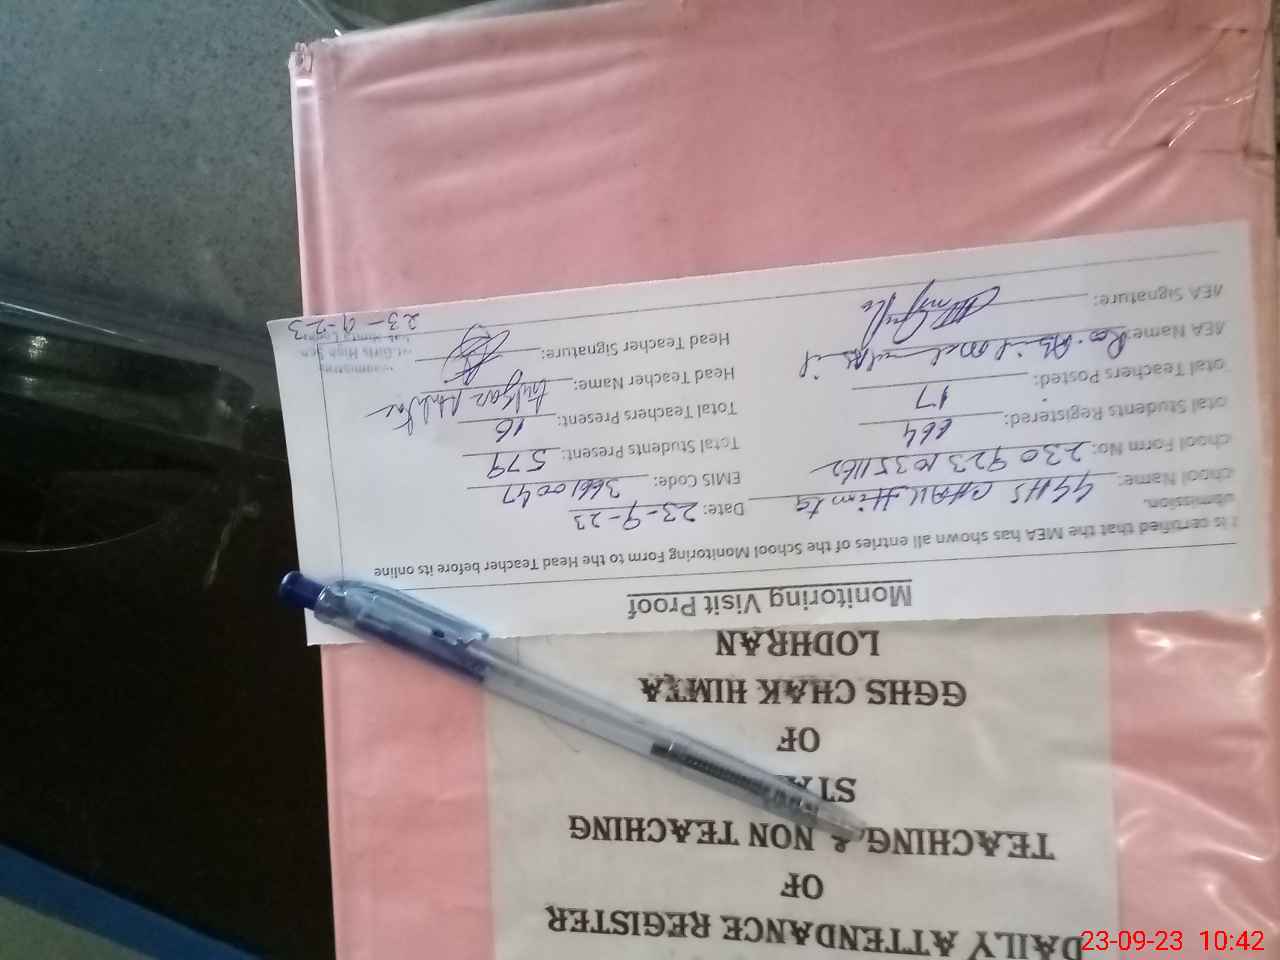 DAILY ATTENDANCE REGISTER
OF
TEACHING & NON TEACHING
OF
GGHS CHAK HIMTA
LODHRAN
Monitoring Visit Proof
is certified that the MEA has shown all entries of the School Monitoring Form to the Head Teacher before its online
ubmission.
chool Name: GGHS CHAK Himta Date: 23-9-23
chool Form No: EMIS Code: 36610047
otal Students Registered: 664 Total Students Present: 579
otal Teachers Posted: 17 Total Teachers Present: 16
AEA Name: Head Teacher Name:
AEA Signature: Head Teacher Signature:
Girls High
23-9-23
23-09-23 10:42